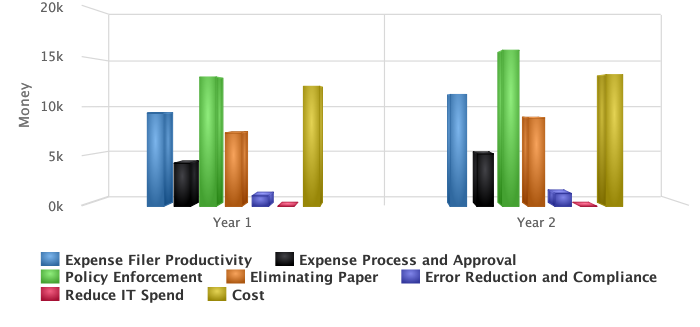 20k
15k
10k
5k
0k
Money
Year 1 Year 2
Expense Filer Productivity Expense Process and Approval
Policy Enforcement Eliminating Paper Error Reduction and Compliance
Reduce IT Spend Cost